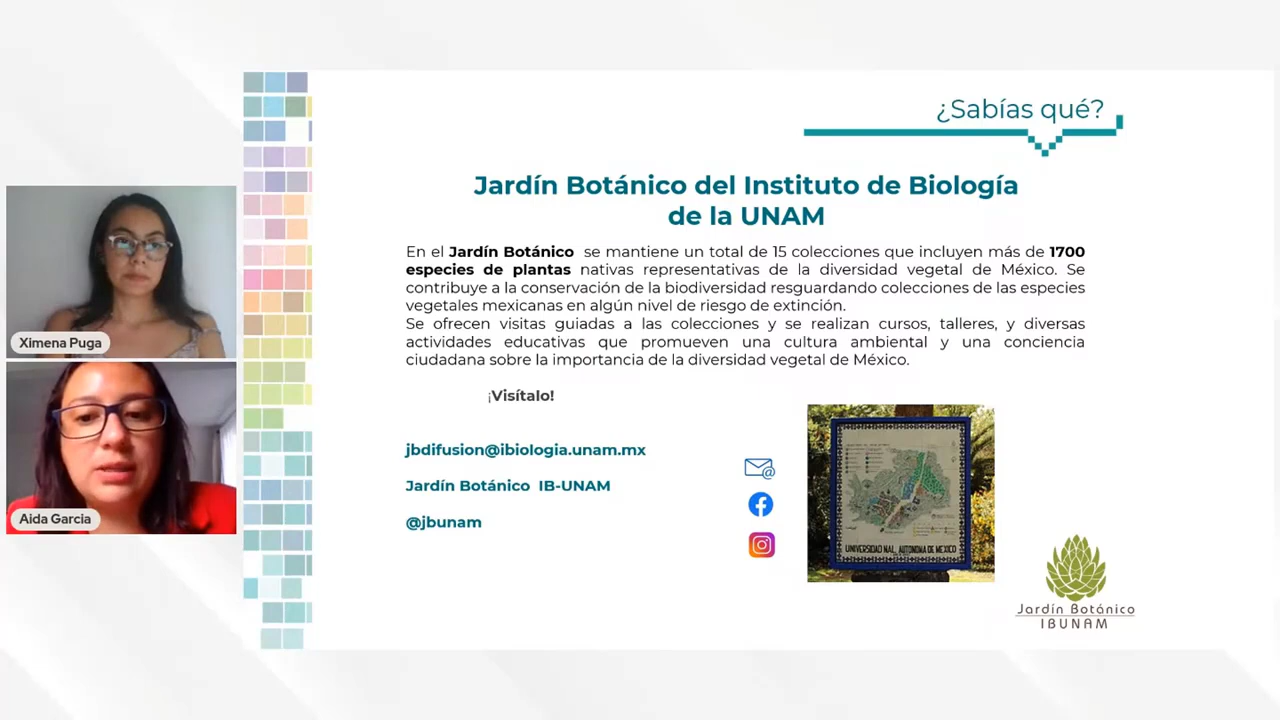 ¿Sabías qué?
Jardín Botánico del Instituto de Biología
de la UNAM
En el Jardín Botánico se mantiene un total de 15 colecciones que incluyen más de 1700
especies de plantas nativas representativas de la diversidad vegetal de México. Se
contribuye a la conservación de la biodiversidad resguardando colecciones de las especies
vegetales mexicanas en algún nivel de riesgo de extinción.
Se ofrecen visitas guiadas a las colecciones y se realizan cursos, talleres, y diversas
actividades educativas que promueven una cultura ambiental y una conciencia
ciudadana sobre la importancia de la diversidad vegetal de México.
¡Visítalo!
jbdifusion@ibiologia.unam.mx
Jardín Botánico IB-UNAM
@jbunam
UNIVERSIDAD NAL. AUTONOMA DE MEXICO
Jardín Botánico
IBUNAM
Ximena Puga
Aida Garcia